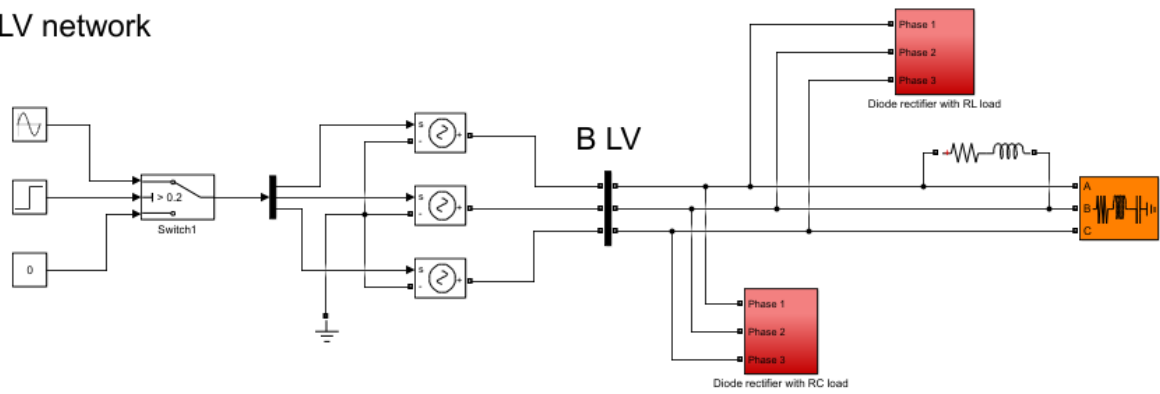 LV network
Phase 1
Phase 2
Phase 3
Diode rectifier with RL load
B LV
> 0.2
Switch1
0
s
-
+
s
-
+
s
-
+
A
B
C
Phase 1
Phase 2
Phase 3
Diode rectifier with RC load